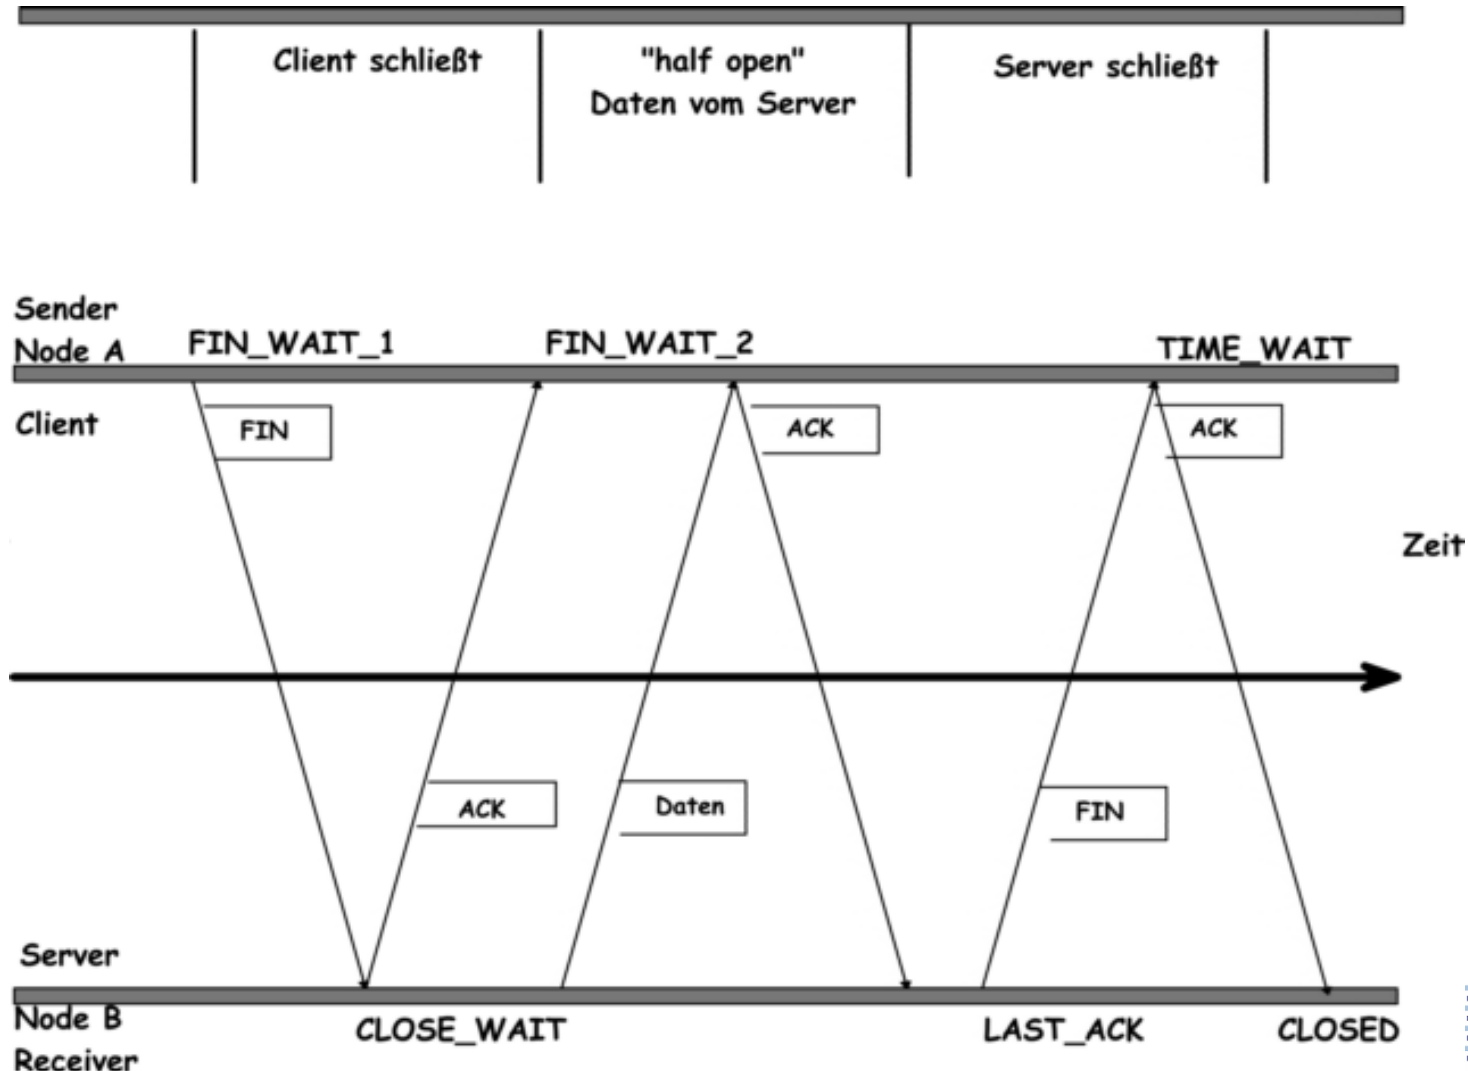 Client schließt
"half open"
Daten vom Server
Server schließt
Sender
Node A
FIN_WAIT_1
FIN_WAIT_2
TIME_WAIT
Client
FIN
ACK
ACK
Zeit
ACK
Daten
FIN
Server
Node B
Receiver
CLOSE_WAIT
LAST_ACK
CLOSED